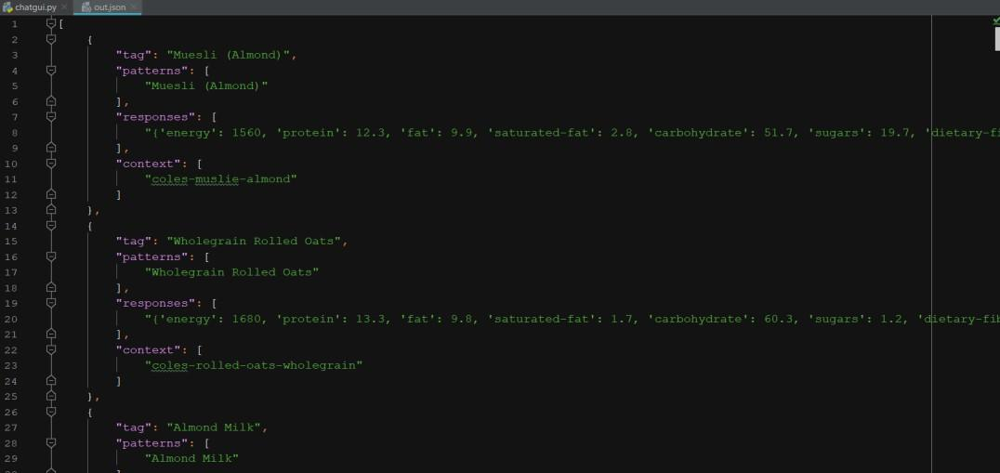 chatgui.py out.json
1 [
2 {
3 "tag": "Muesli (Almond)",
4 "patterns": [
5 "Muesli (Almond)"
6 ],
7 "responses": [
8 "{'energy': 1560, 'protein': 12.3, 'fat': 9.9, 'saturated-fat': 2.8, 'carbohydrate': 51.7, 'sugars': 19.7, 'dietary-fi
9 ],
10 "context": [
11 "coles-muslie-almond"
12 ]
13 },
14 {
15 "tag": "Wholegrain Rolled Oats",
16 "patterns": [
17 "Wholegrain Rolled Oats"
18 ],
19 "responses": [
20 "{'energy': 1680, 'protein': 13.3, 'fat': 9.8, 'saturated-fat': 1.7, 'carbohydrate': 60.3, 'sugars': 1.2, 'dietary-fib
21 ],
22 "context": [
23 "coles-rolled-oats-wholegrain"
24 ]
25 },
26 {
27 "tag": "Almond Milk",
28 "patterns": [
29 "Almond Milk"